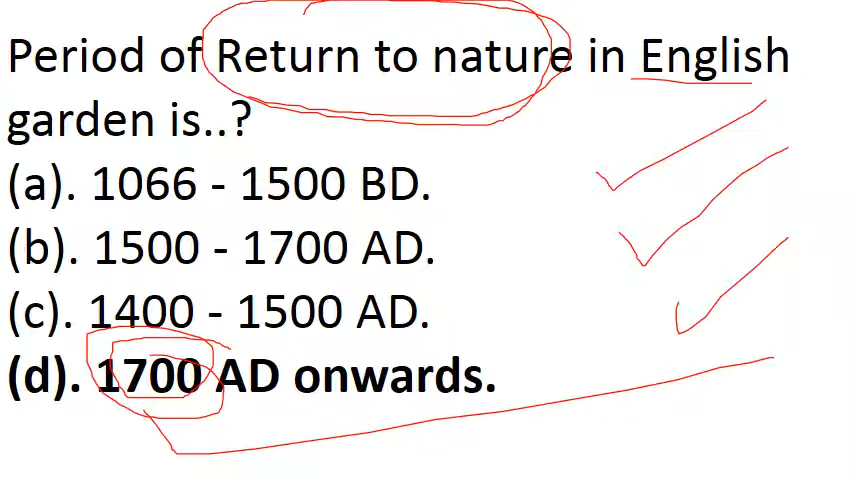 Period of Return to nature in English
garden is..?
(a). 1066 - 1500 BD.
(b). 1500 - 1700 AD.
(c). 1400 - 1500 AD.
(d). 1700 AD onwards.